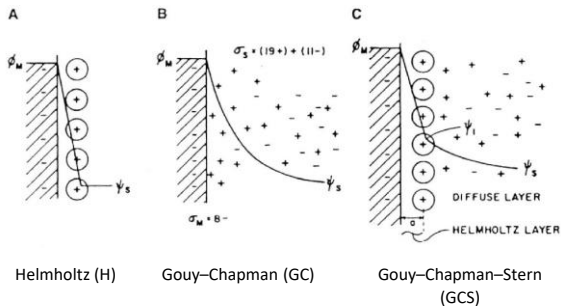 A
B
C
ϕM
ψs
ϕM
σs = (19+) + (11-)
ψs
σM = 8-
ϕM
ψ1
ψs
DIFFUSE LAYER
a
HELMHOLTZ LAYER
Helmholtz (H)
Gouy–Chapman (GC)
Gouy–Chapman–Stern
(GCS)